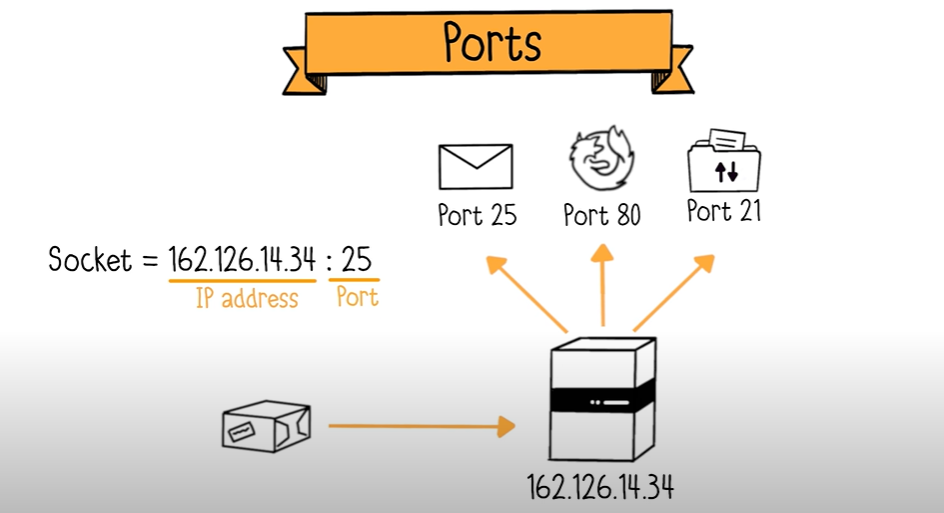 Ports
Port 25
Port 80
Port 21
Socket = 162.126.14.34 : 25
IP address
Port
162.126.14.34